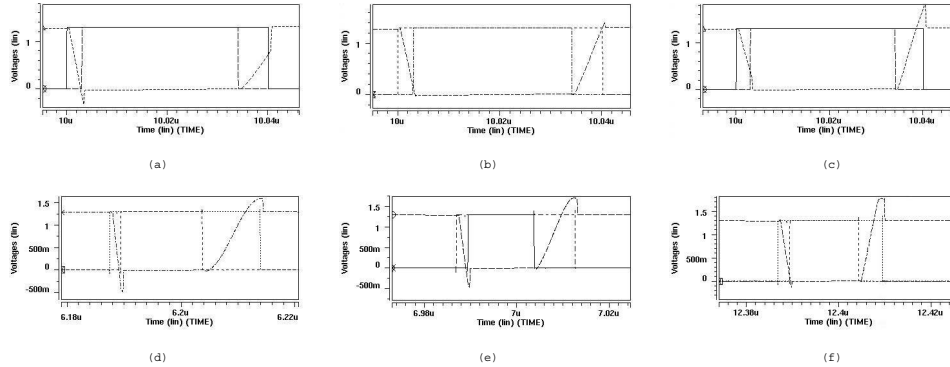 Voltages (lin)
1
0
10u
10.02u
10.04u
Time (lin) (TIME)
(a)
Voltages (lin)
1
0
10u
10.02u
10.04u
Time (lin) (TIME)
(b)
Voltages (lin)
1
0
10u
10.02u
10.04u
Time (lin) (TIME)
(c)
Voltages (lin)
1.5
1
500m
0
-500m
6.18u
6.2u
6.22u
Time (lin) (TIME)
(d)
Voltages (lin)
1.5
1
500m
0
-500m
6.98u
7u
7.02u
Time (lin) (TIME)
(e)
Voltages (lin)
1.5
1
500m
0
12.38u
12.4u
12.42u
Time (lin) (TIME)
(f)